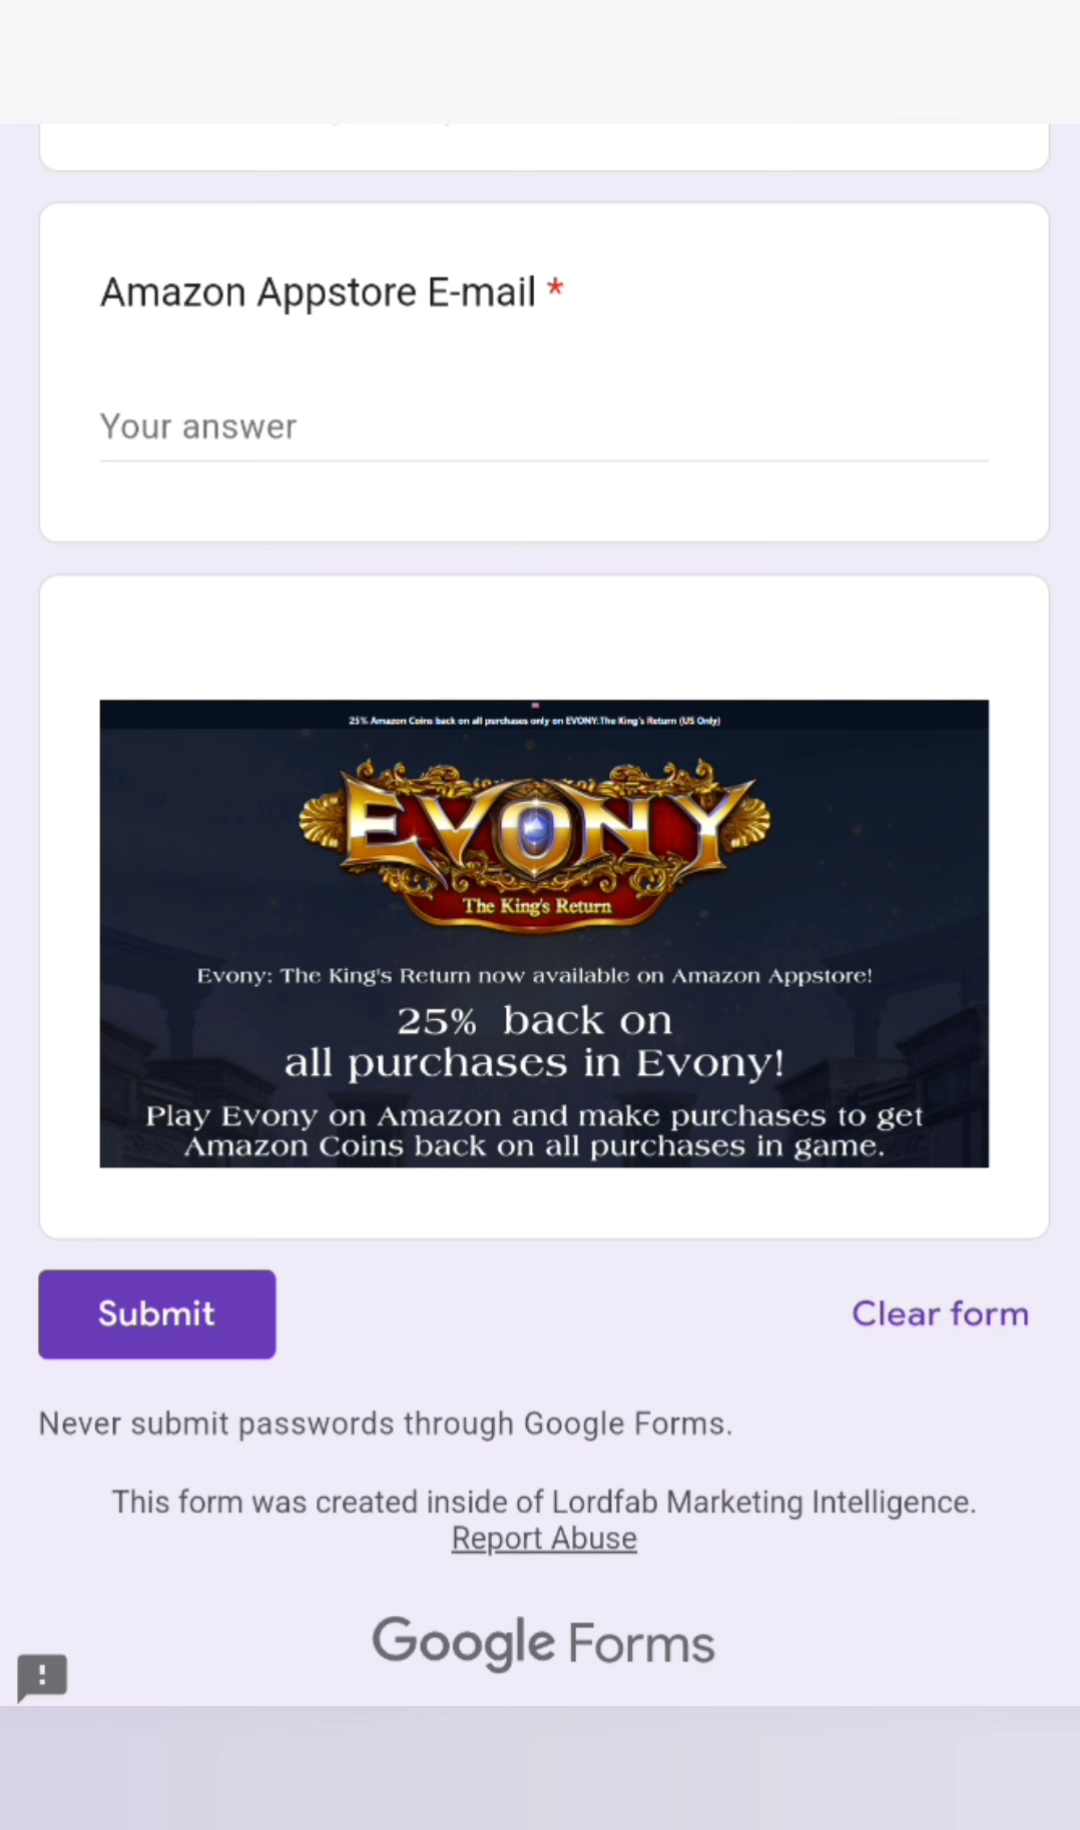 Amazon Appstore E-mail *
Your answer
25% Amazon Coins back on all purchases only on EVONY:The King's Return (US Only)
EVONY
The King's Return
Evony: The King's Return now available on Amazon Appstore!
25% back on
all purchases in Evony!
Play Evony on Amazon and make purchases to get
Amazon Coins back on all purchases in game.
Submit
Clear form
Never submit passwords through Google Forms.
This form was created inside of Lordfab Marketing Intelligence.
Report Abuse
Google Forms